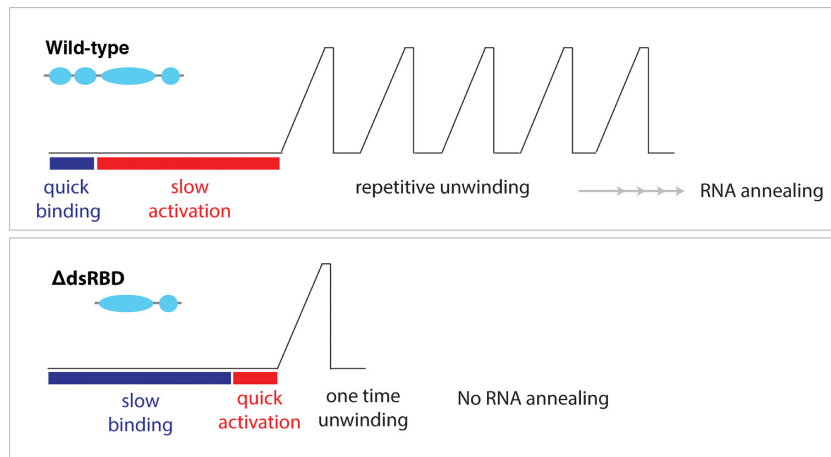 Wild-type
quick
binding
slow
activation
repetitive unwinding
RNA annealing
ΔdsRBD
slow
binding
quick
activation
one time
unwinding
No RNA annealing